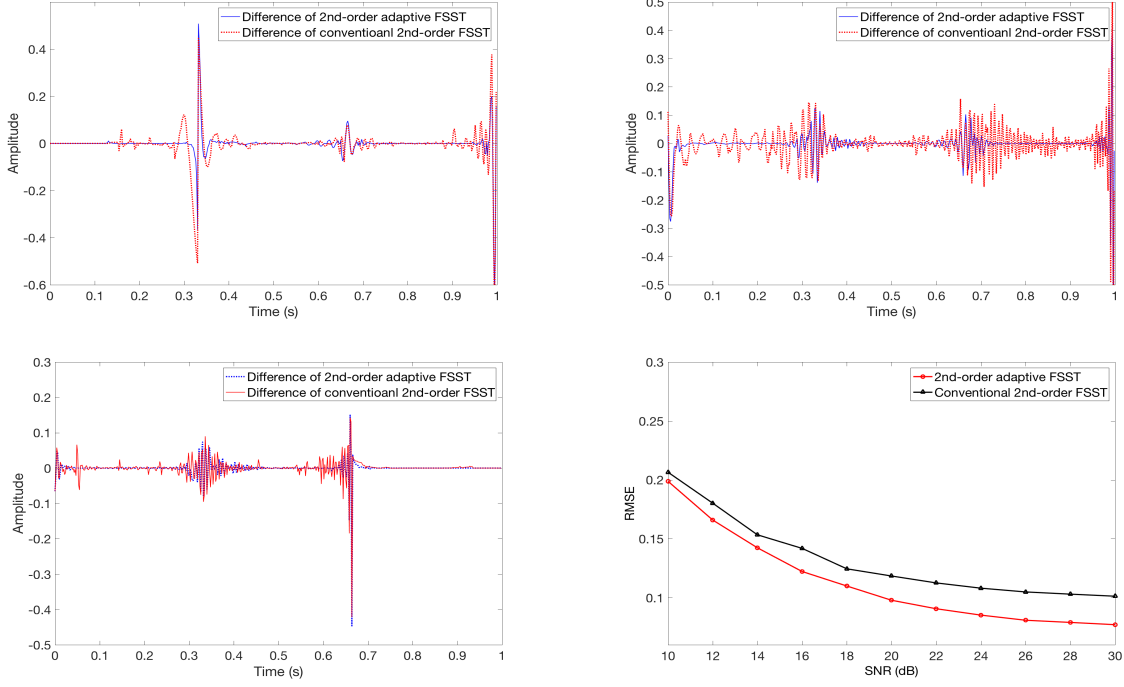 Difference of 2nd-order adaptive FSST
Difference of conventioanl 2nd-order FSST
Amplitude
0.4
0.2
0
-0.2
-0.4
-0.6
0 0.1 0.2 0.3 0.4 0.5 0.6 0.7 0.8 0.9 1
Time (s)
Difference of 2nd-order adaptive FSST
Difference of conventioanl 2nd-order FSST
Amplitude
0.5
0.4
0.3
0.2
0.1
0
-0.1
-0.2
-0.3
-0.4
-0.5
0 0.1 0.2 0.3 0.4 0.5 0.6 0.7 0.8 0.9 1
Time (s)
Difference of 2nd-order adaptive FSST
Difference of conventioanl 2nd-order FSST
Amplitude
0.3
0.2
0.1
0
-0.1
-0.2
-0.3
-0.4
-0.5
0 0.1 0.2 0.3 0.4 0.5 0.6 0.7 0.8 0.9 1
Time (s)
2nd-order adaptive FSST
Conventional 2nd-order FSST
RMSE
0.3
0.25
0.2
0.15
0.1
10 12 14 16 18 20 22 24 26 28 30
SNR (dB)